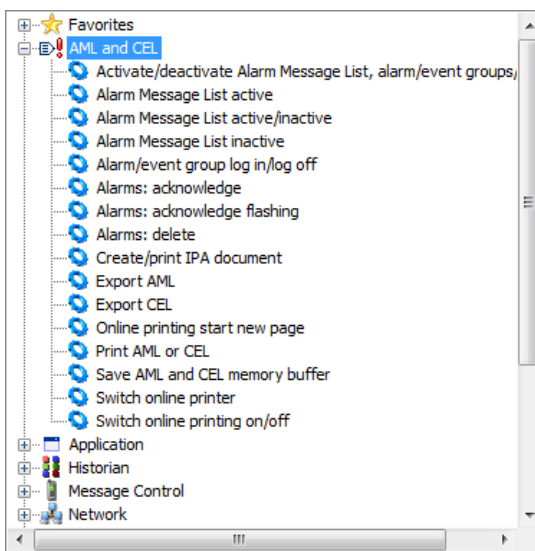 Favorites
AML and CEL
Activate/deactivate Alarm Message List, alarm/event groups/
Alarm Message List active
Alarm Message List active/inactive
Alarm Message List inactive
Alarm/event group log in/log off
Alarms: acknowledge
Alarms: acknowledge flashing
Alarms: delete
Create/print IPA document
Export AML
Export CEL
Online printing start new page
Print AML or CEL
Save AML and CEL memory buffer
Switch online printer
Switch online printing on/off
Application
Historian
Message Control
Network